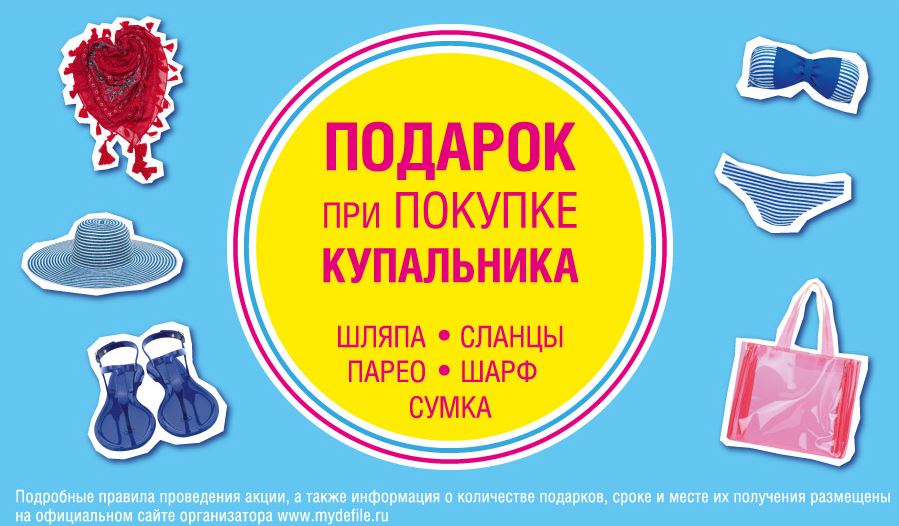 ПОДАРОК
ПРИ ПОКУПКЕ
КУПАЛЬНИКА
ШЛЯПА • СЛАНЦЫ
ПАРЕО • ШАРФ
СУМКА
Подробные правила проведения акции, а также информация о количестве подарков, сроке и месте их получения размещены
на официальном сайте организатора www.mydefile.ru